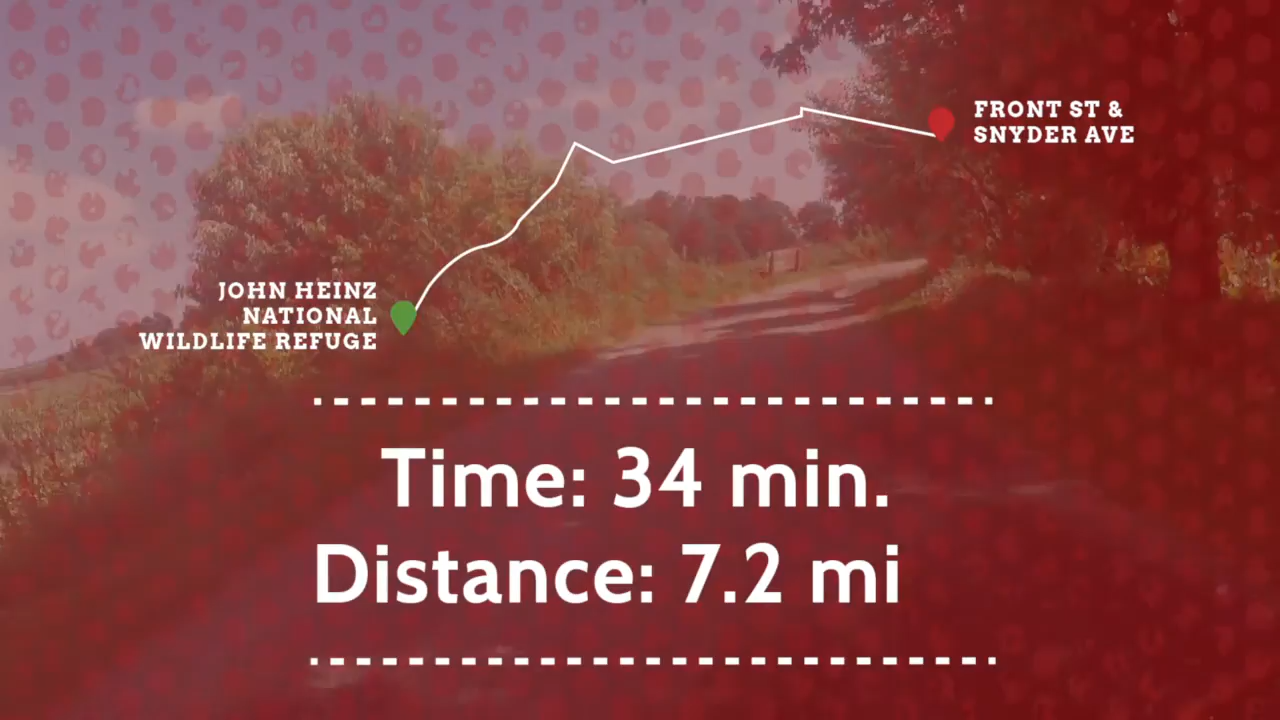 FRONT ST &
SNYDER AVE
JOHN HEINZ
NATIONAL
WILDLIFE REFUGE
Time: 34 min.
Distance: 7.2 mi